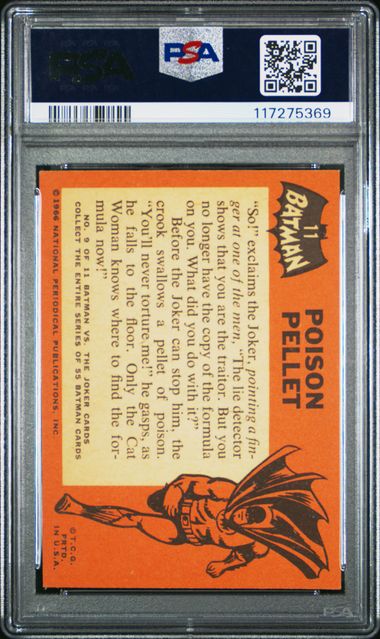 PSA
PSA
117275369
11
BATMAN
POISON
PELLET
"So!" exclaims the Joker, pointing a fin-
ger at one of the men. "The lie detector
shows that you are the traitor. But you
no longer have the copy of the formula
on you. What did you do with it?"
Before the Joker can stop him, the
crook swallows a pellet of poison.
"You'll never torture me!" he gasps, as
he falls to the floor. Only the Cat
Woman knows where to find the for-
mula now!
NO. 9 OF 11 BATMAN VS. THE JOKER CARDS
COLLECT THE ENTIRE SERIES OF 55 BATMAN CARDS
©1966 NATIONAL PERIODICAL PUBLICATIONS, INC.
© T.C.G.
PRTD.
IN U.S.A.
PSA